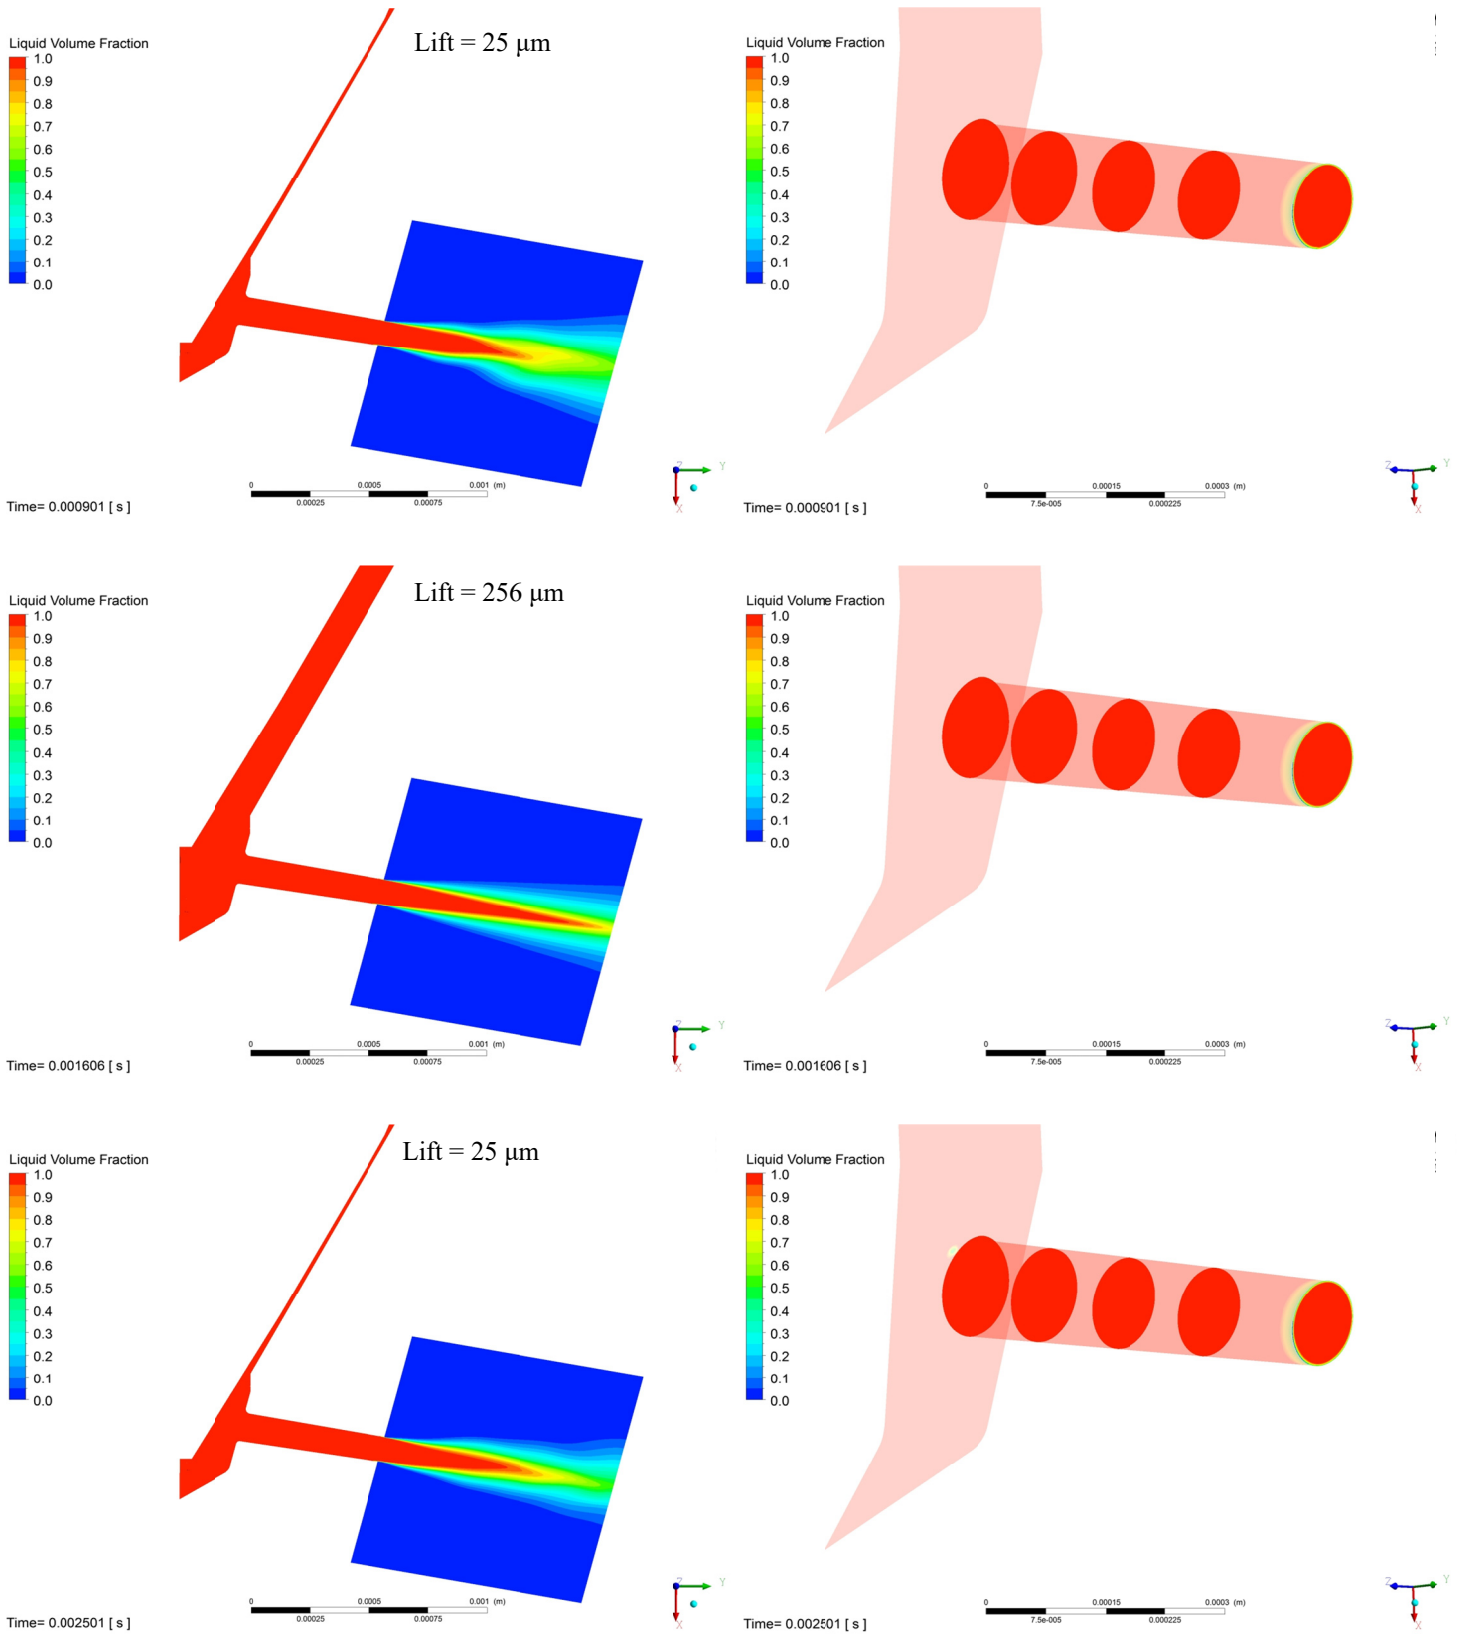 Lift = 25 μm
Liquid Volume Fraction
1.0
0.9
0.8
0.7
0.6
0.5
0.4
0.3
0.2
0.1
0.0
Z Y X
0 0.0005 0.001 (m)
0.00025 0.00075
Time= 0.000901 [ s ]
Liquid Volume Fraction
1.0
0.9
0.8
0.7
0.6
0.5
0.4
0.3
0.2
0.1
0.0
Z Y X
0 0.00015 0.0003 (m)
7.5e-005 0.000225
Time= 0.000901 [ s ]
Lift = 256 μm
Liquid Volume Fraction
1.0
0.9
0.8
0.7
0.6
0.5
0.4
0.3
0.2
0.1
0.0
Z Y X
0 0.0005 0.001 (m)
0.00025 0.00075
Time= 0.001606 [ s ]
Liquid Volume Fraction
1.0
0.9
0.8
0.7
0.6
0.5
0.4
0.3
0.2
0.1
0.0
Z Y X
0 0.00015 0.0003 (m)
7.5e-005 0.000225
Time= 0.001606 [ s ]
Lift = 25 μm
Liquid Volume Fraction
1.0
0.9
0.8
0.7
0.6
0.5
0.4
0.3
0.2
0.1
0.0
Z Y X
0 0.0005 0.001 (m)
0.00025 0.00075
Time= 0.002501 [ s ]
Liquid Volume Fraction
1.0
0.9
0.8
0.7
0.6
0.5
0.4
0.3
0.2
0.1
0.0
Z Y X
0 0.00015 0.0003 (m)
7.5e-005 0.000225
Time= 0.002501 [ s ]